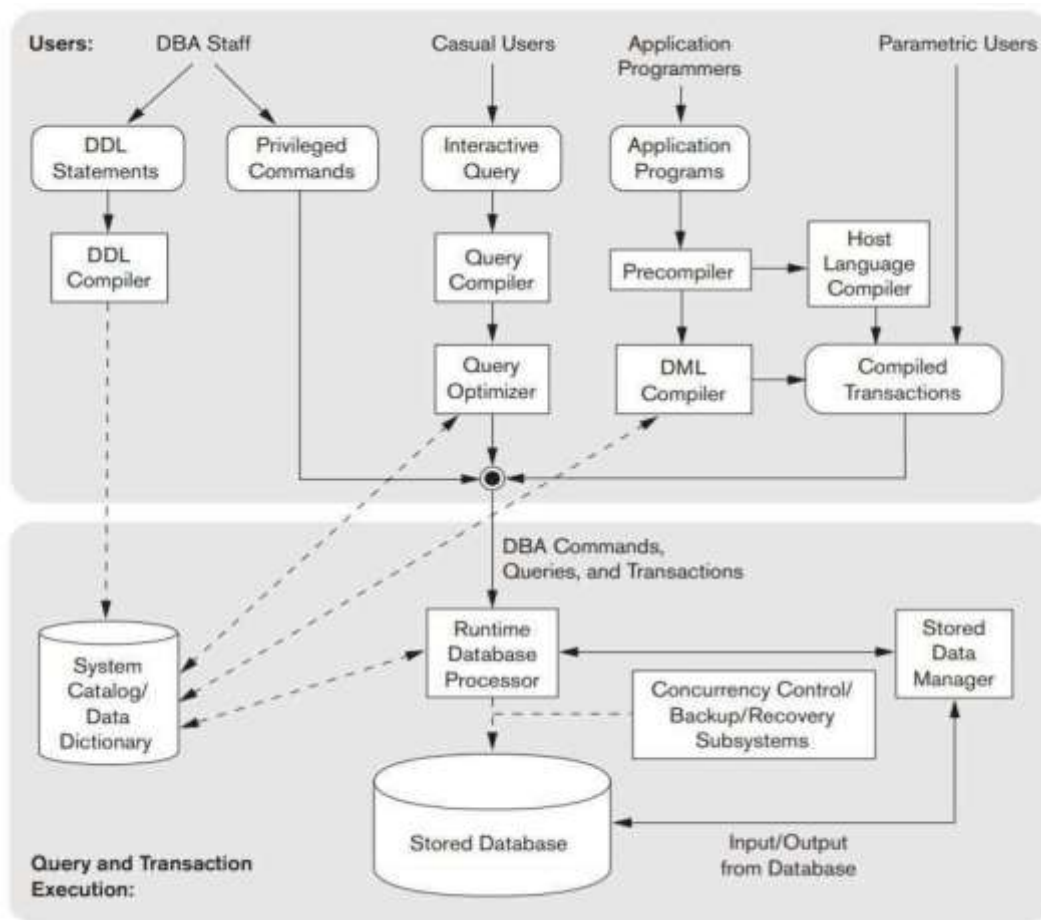 Users:
DBA Staff
Casual Users
Application
Programmers
Parametric Users
DDL
Statements
Privileged
Commands
Interactive
Query
Application
Programs
DDL
Compiler
Query
Compiler
Precompiler
Host
Language
Compiler
Query
Optimizer
DML
Compiler
Compiled
Transactions
DBA Commands,
Queries, and Transactions
System
Catalog/
Data
Dictionary
Runtime
Database
Processor
Stored
Data
Manager
Concurrency Control/
Backup/Recovery
Subsystems
Stored Database
Input/Output
from Database
Query and Transaction
Execution: